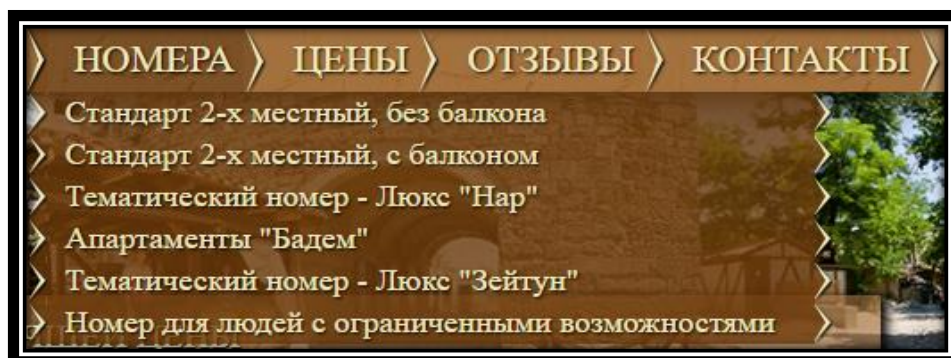 НОМЕРА ЦЕНЫ ОТЗЫВЫ КОНТАКТЫ
Стандарт 2-х местный, без балкона
Стандарт 2-х местный, с балконом
Тематический номер - Люкс "Нар"
Апартаменты "Бадем"
Тематический номер - Люкс "Зейтун"
Номер для людей с ограниченными возможностями